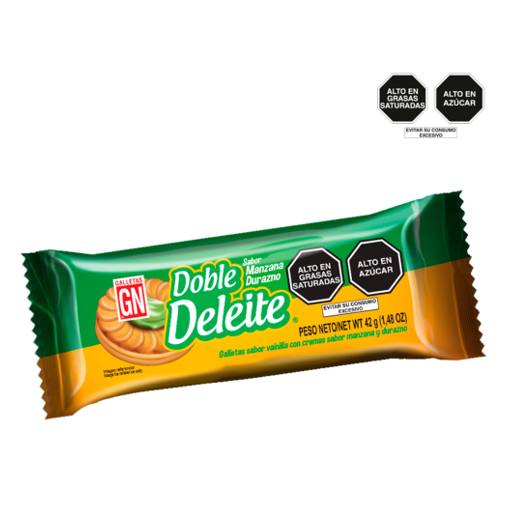 ALTO EN
GRASAS
SATURADAS
ALTO EN
AZÚCAR
EVITAR SU CONSUMO
EXCESIVO
GALLETAS
GN
Sabor
Manzana
Durazno
Doble
Deleite
®
ALTO EN
GRASAS
SATURADAS
ALTO EN
AZÚCAR
EVITAR SU CONSUMO
EXCESIVO
PESO NETO/NET WT 42 g (1,48 OZ)
Galletas sabor vainilla con cremas sabor manzana y durazno